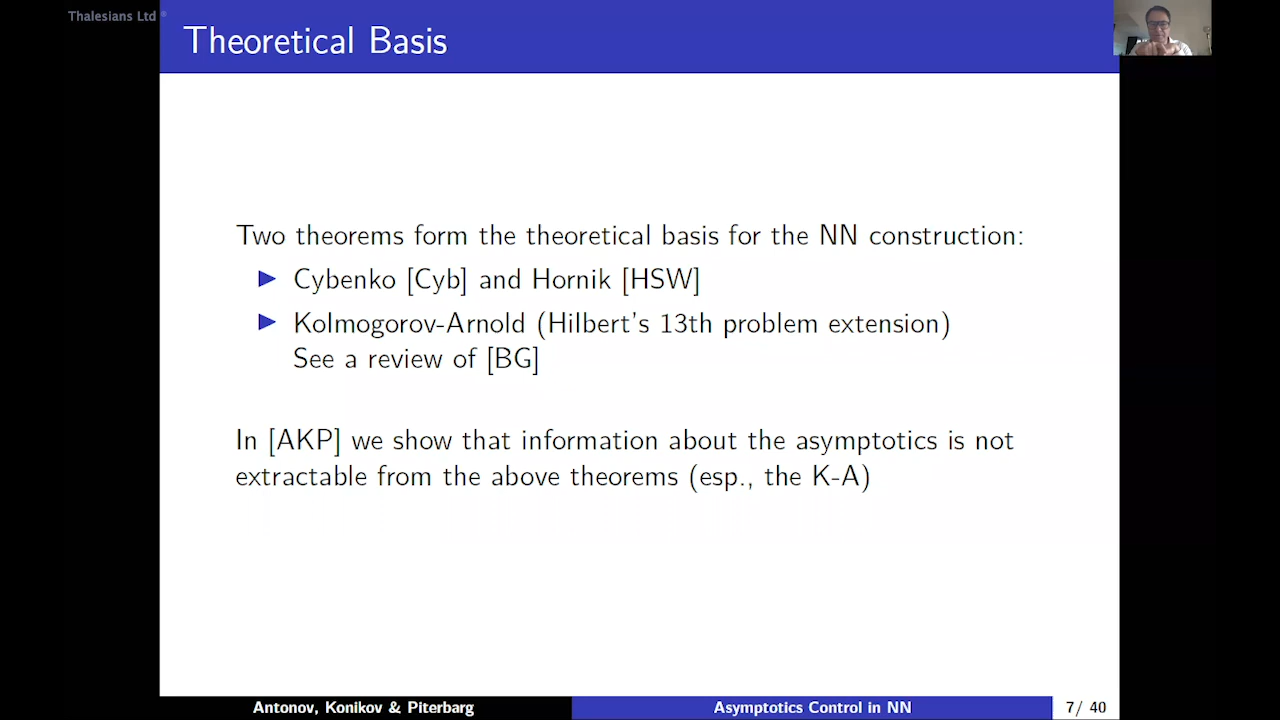 Thalesians Ltd ®
Theoretical Basis
Two theorems form the theoretical basis for the NN construction:
▶ Cybenko [Cyb] and Hornik [HSW]
▶ Kolmogorov-Arnold (Hilbert's 13th problem extension)
See a review of [BG]
In [AKP] we show that information about the asymptotics is not
extractable from the above theorems (esp., the K-A)
Antonov, Konikov & Piterbarg
Asymptotics Control in NN
7/ 40